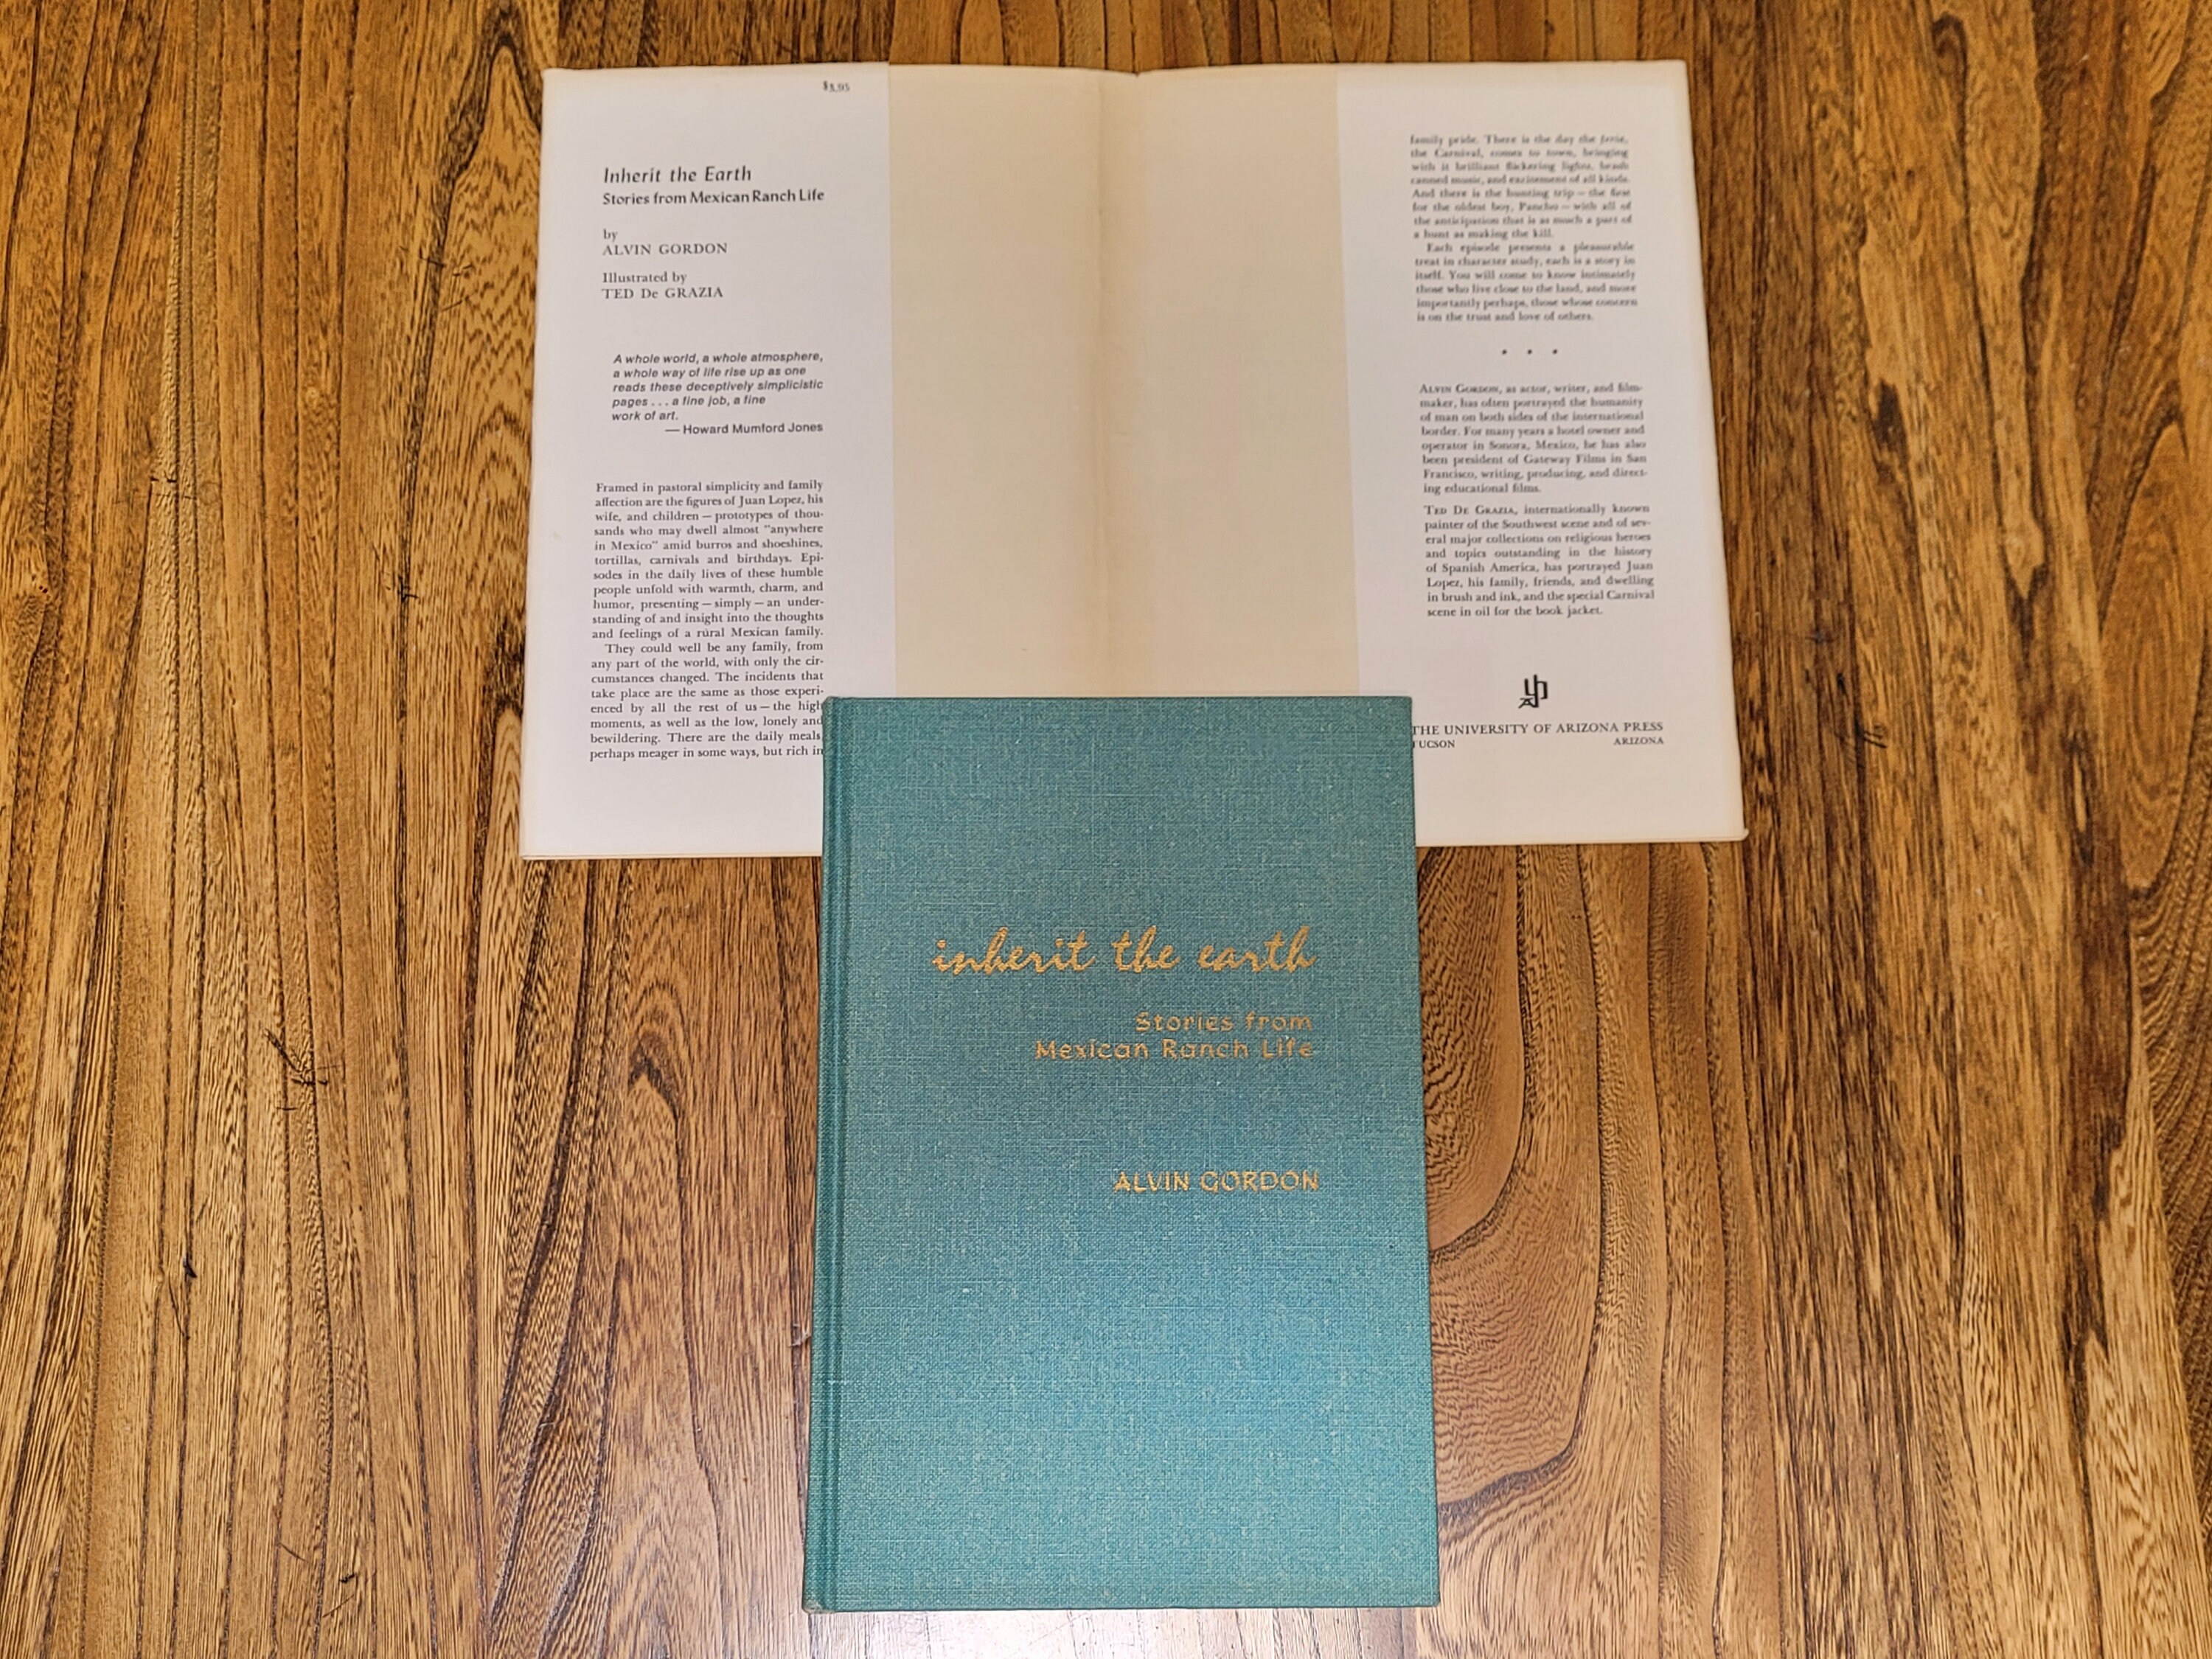 Inherit the Earth
Stories from Mexican Ranch Life
by
ALVIN GORDON
Illustrated by
TED De GRAZIA
A whole world, a whole atmosphere,
a whole way of life rise up as one
reads these deceptively simplicistic
pages . . . a fine job, a fine
work of art.
— Howard Mumford Jones
Framed in pastoral simplicity and family
affection are the figures of Juan Lopez, his
wife, and children — prototypes of thou-
sands who may dwell almost "anywhere
in Mexico" amid burros and shoeshines,
tortillas, carnivals and birthdays. Epi-
sodes in the daily lives of these humble
people unfold with warmth, charm, and
humor, presenting — simply — an under-
standing of and insight into the thoughts
and feelings of a rural Mexican family.
They could well be any family, from
any part of the world, with only the cir-
cumstances changed. The incidents that
take place are the same as those experi-
enced by all the rest of us — the high
moments, as well as the low, lonely and
bewildering. There are the daily meals,
perhaps meager in some ways, but rich in
family pride. There is the day the
the Carnival, comes to town, bringing
with it brilliant flickering lights,
canned music, and excitement of all kinds.
And there is the hunting trip — the first
for the oldest boy, Pancho — with all of
the anticipation that is as much a part of
a hunt as making the kill.
Each episode presents a pleasurable
treat in character study, each is a story in
itself. You will come to know intimately
those who live close to the land, and more
importantly perhaps, those whose concern
is on the trust and love of others.
• • •
ALVIN GORDON, as actor, writer, and film-
maker, has often portrayed the humanity
of man on both sides of the international
border. For many years a hotel owner and
operator in Sonora, Mexico, he has also
been president of Gateway Films in San
Francisco, writing, producing, and direct-
ing educational films.
TED DE GRAZIA, internationally known
painter of the Southwest scene and of sev-
eral major collections on religious heroes
and topics outstanding in the history
of Spanish America, has portrayed Juan
Lopez, his family, friends, and dwelling
in brush and ink, and the special Carnival
scene in oil for the book jacket.
THE UNIVERSITY OF ARIZONA PRESS
TUCSON ARIZONA
inherit the earth
Stories from
Mexican Ranch Life
ALVIN GORDON